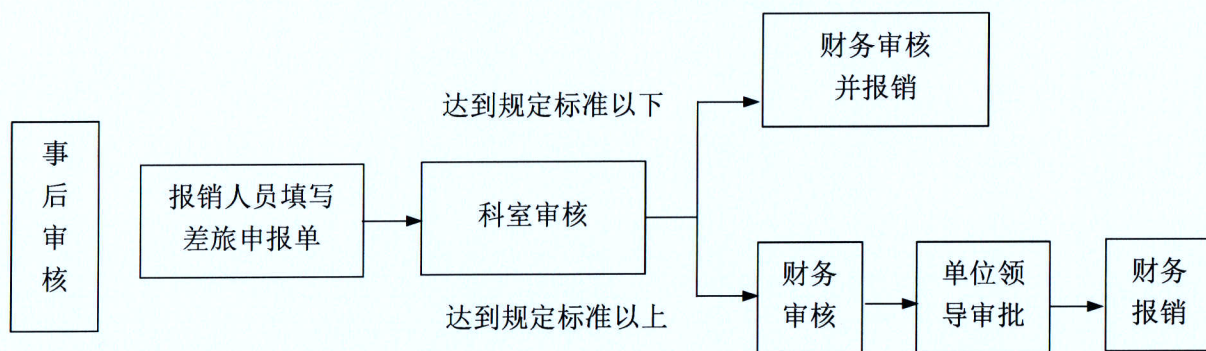 事
后
审
核
报销人员填写
差旅申报单
科室审核
达到规定标准以下
财务审核
并报销
达到规定标准以上
财务
审核
单位领
导审批
财务
报销